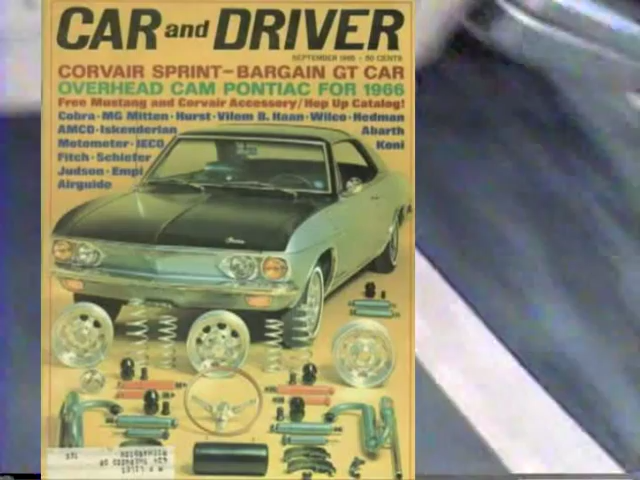 CAR and DRIVER
SEPTEMBER 1965 • 50 CENTS
CORVAIR SPRINT–BARGAIN GT CAR
OVERHEAD CAM PONTIAC FOR 1966
Free Mustang and Corvair Accessory/Hop Up Catalog!
Cobra • MG Mitten • Hurst • Vilem B. Haan • Wilco • Hedman
AMCO • Iskenderian
Abarth
Motometer • IECO
Koni
Fitch • Schiefer
Judson • Empi
Airguide